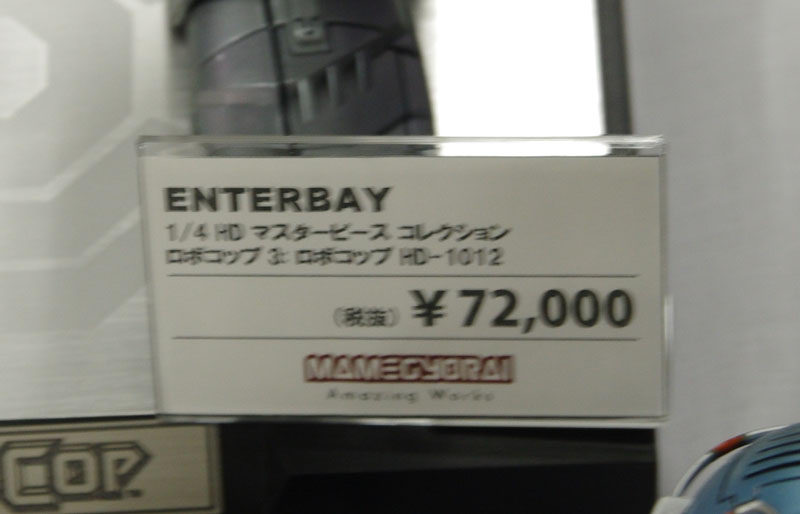 ENTERBAY
1/4 HD マスターピース コレクション
ロボコップ 3: ロボコップ HD-1012
(税抜) ¥72,000
MAMEGYORAI
Amazing Works
COP